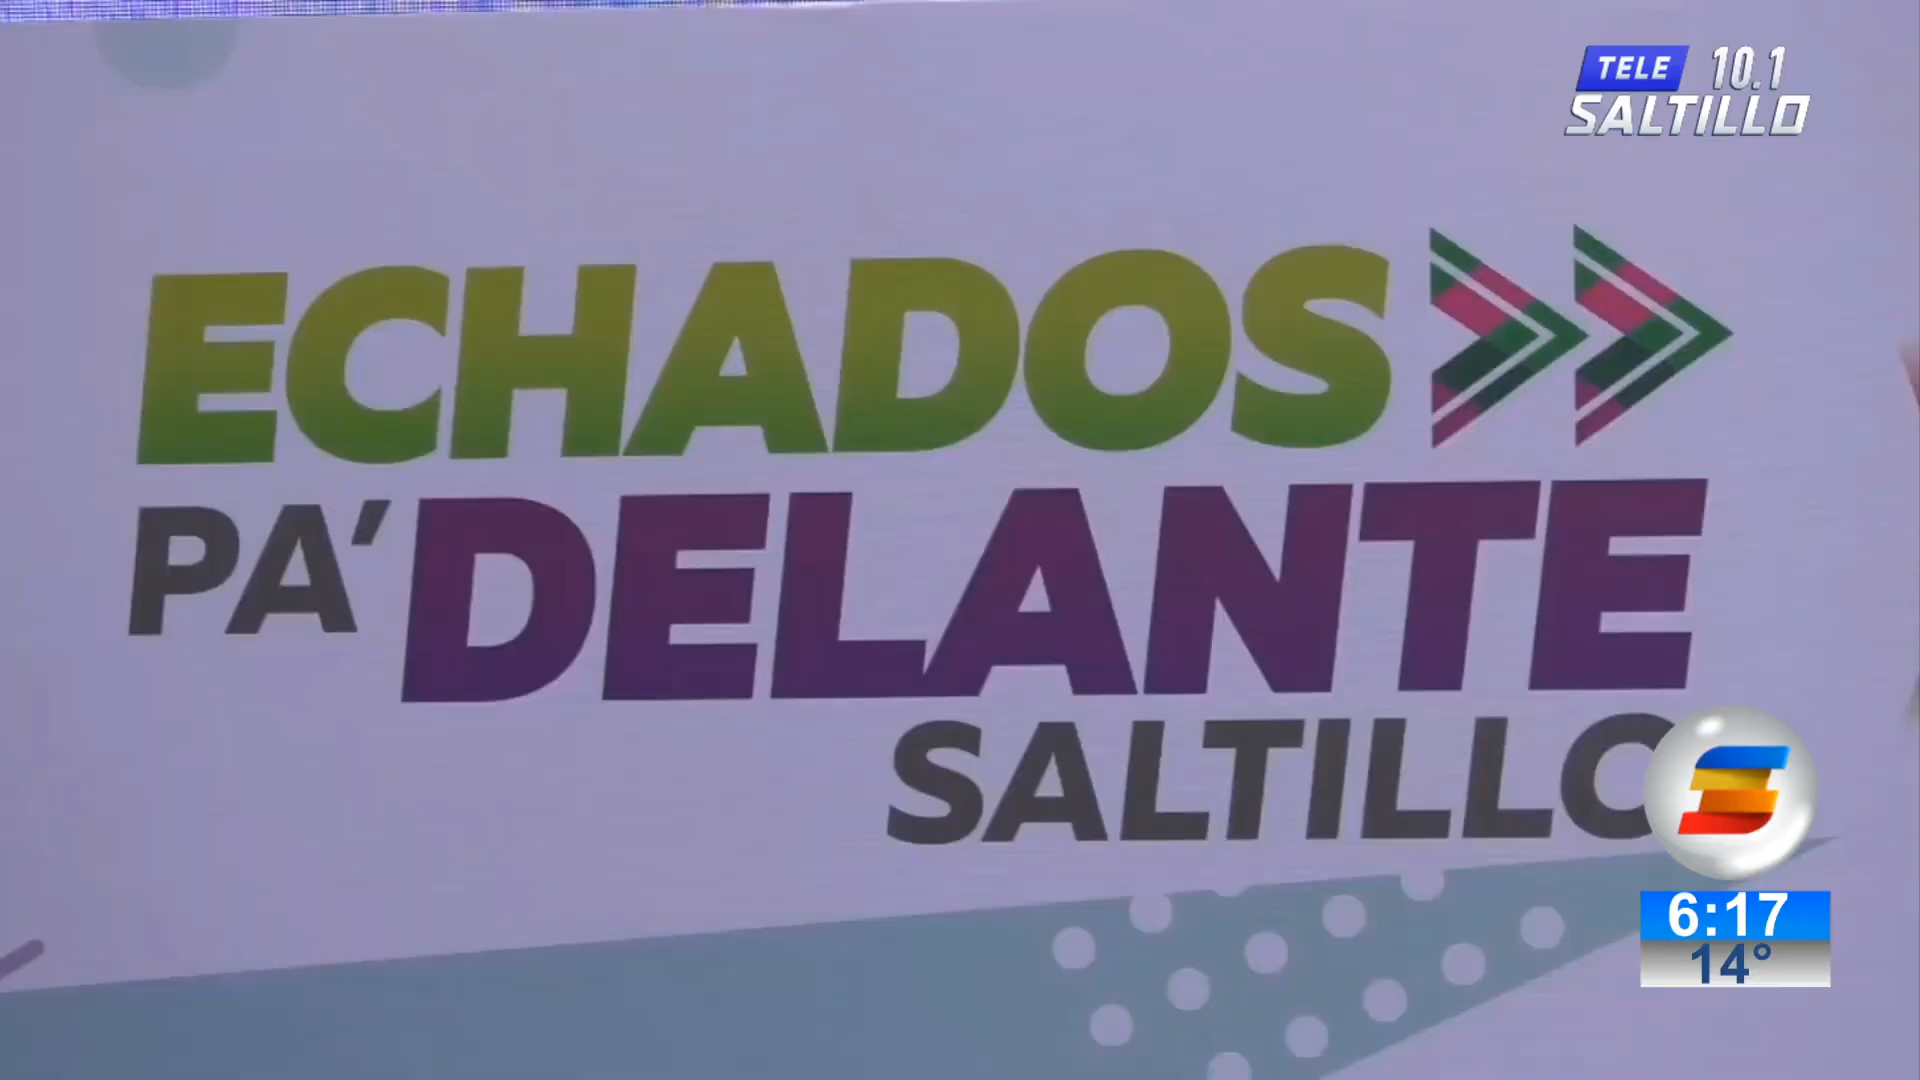 TELE 10.1
SALTILLO
ECHADOS
PA' DELANTE
SALTILLO
6:17
14°